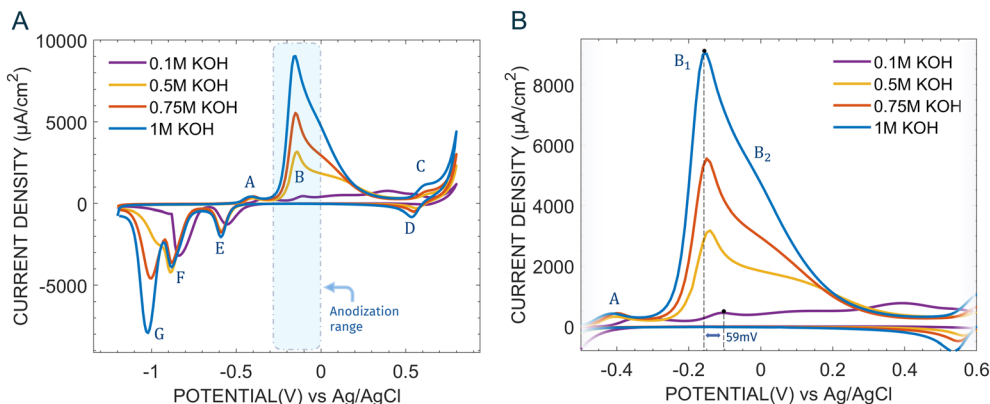 A
CURRENT DENSITY (µA/cm²)
10000
5000
0
-5000
0.1M KOH
0.5M KOH
0.75M KOH
1M KOH
A
B
C
D
E
F
G
Anodization
range
-1
-0.5
0
0.5
POTENTIAL(V) vs Ag/AgCl
B
CURRENT DENSITY (µA/cm²)
8000
6000
4000
2000
0
0.1M KOH
0.5M KOH
0.75M KOH
1M KOH
B₁
B₂
A
59mV
-0.4
-0.2
0
0.2
0.4
0.6
POTENTIAL(V) vs Ag/AgCl